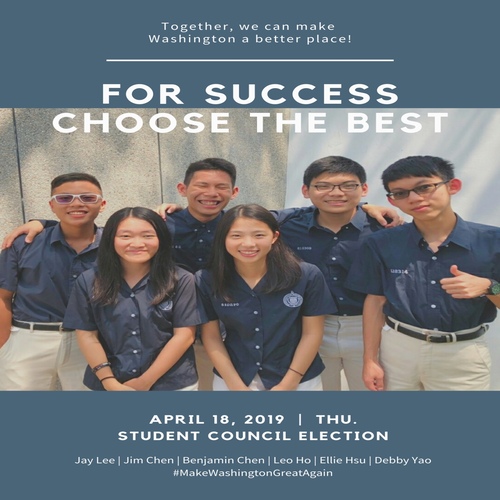 Together, we can make
Washington a better place!
FOR SUCCESS
CHOOSE THE BEST
APRIL 18, 2019 | THU.
STUDENT COUNCIL ELECTION
Jay Lee | Jim Chen | Benjamin Chen | Leo Ho | Ellie Hsu | Debby Yao
#MakeWashingtonGreatAgain